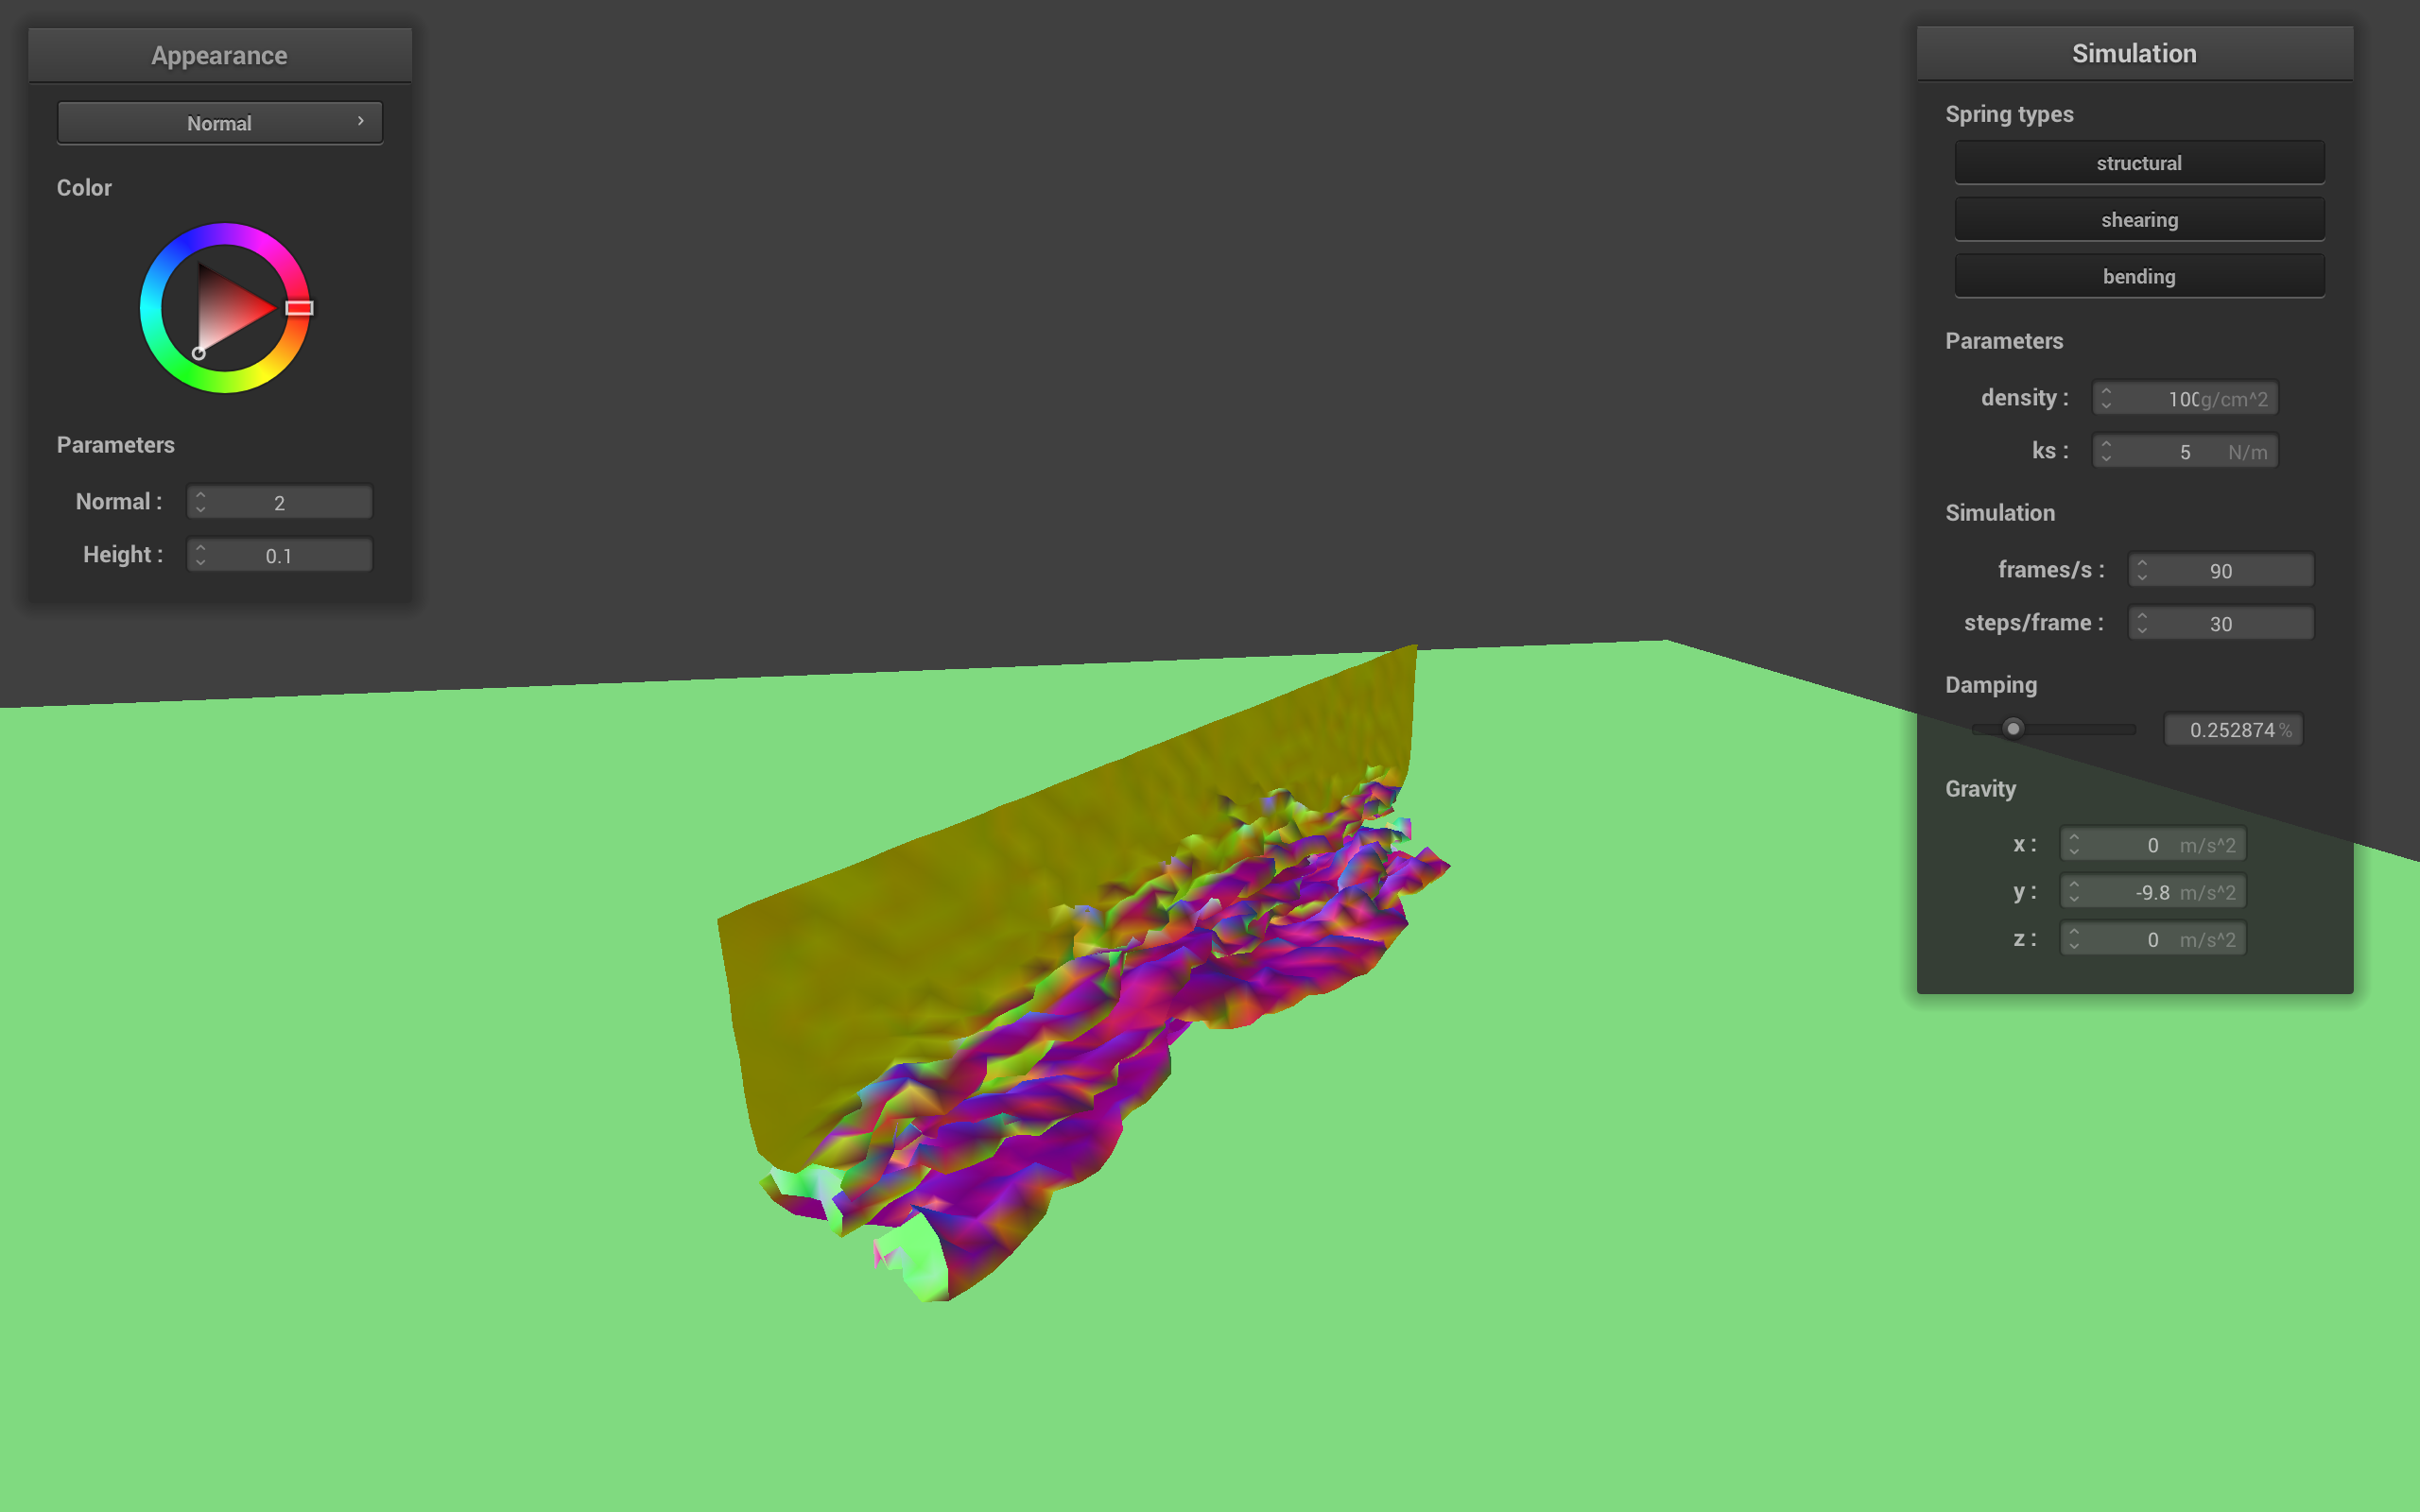 Appearance
Normal
Color
Parameters
Normal : 2
Height : 0.1
Simulation
Spring types
structural
shearing
bending
Parameters
density : 100 g/cm^2
ks : 5 N/m
Simulation
frames/s : 90
steps/frame : 30
Damping
0.252874 %
Gravity
x : 0 m/s^2
y : -9.8 m/s^2
z : 0 m/s^2